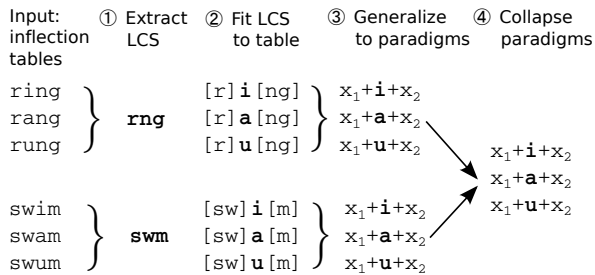 Input: ① Extract ② Fit LCS ③ Generalize ④ Collapse
inflection LCS to table to paradigms paradigms
tables
ring [r]i[ng] x₁+i+x₂
rang rng [r]a[ng] x₁+a+x₂
rung [r]u[ng] x₁+u+x₂
x₁+i+x₂
x₁+a+x₂
x₁+u+x₂
swim [sw]i[m] x₁+i+x₂
swam swm [sw]a[m] x₁+a+x₂
swum [sw]u[m] x₁+u+x₂